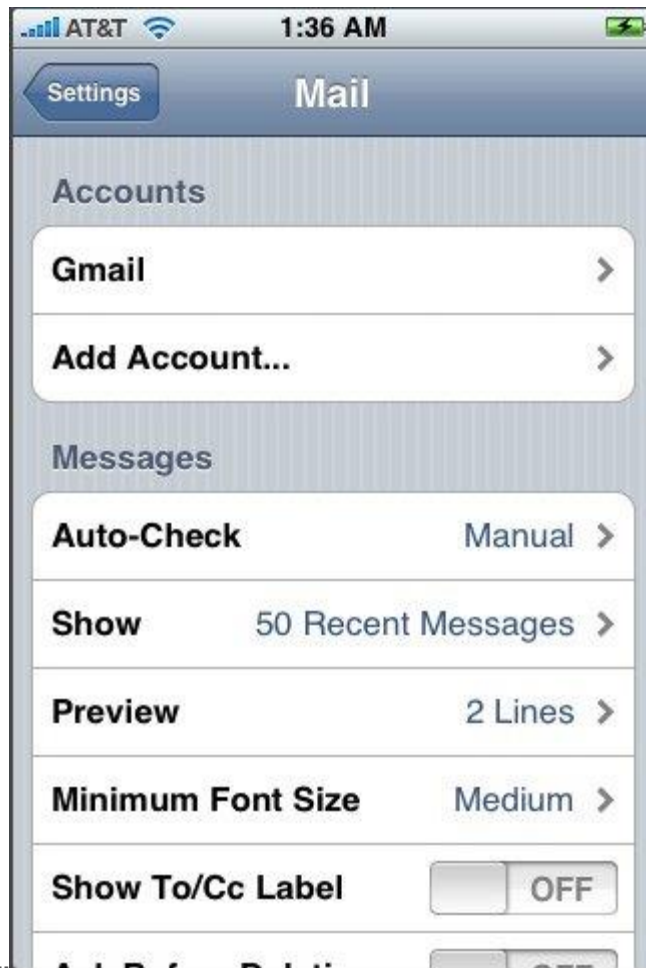 AT&T 1:36 AM
Settings Mail
Accounts
Gmail
Add Account...
Messages
Auto-Check Manual
Show 50 Recent Messages
Preview 2 Lines
Minimum Font Size Medium
Show To/Cc Label OFF